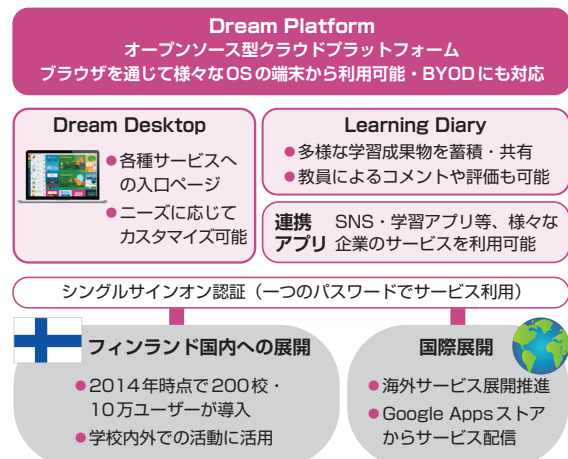 Dream Platform
オープンソース型クラウドプラットフォーム
ブラウザを通じて様々なOSの端末から利用可能・BYODにも対応
Dream Desktop
●各種サービスへ
の入口ページ
●ニーズに応じて
カスタマイズ可能
Learning Diary
●多様な学習成果物を蓄積・共有
●教員によるコメントや評価も可能
連携 SNS・学習アプリ等、様々な
アプリ 企業のサービスを利用可能
シングルサインオン認証(一つのパスワードでサービス利用)
フィンランド国内への展開
●2014年時点で200校・
10万ユーザーが導入
●学校内外での活動に活用
国際展開
●海外サービス展開推進
●Google Appsストア
からサービス配信